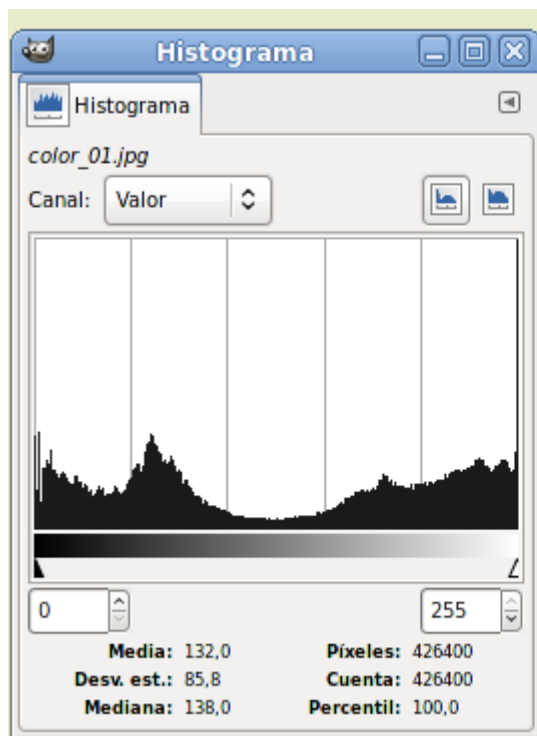 Histograma
Histograma
color_01.jpg
Canal: Valor
0 255
Media: 132,0 Píxeles: 426400
Desv. est.: 85,8 Cuenta: 426400
Mediana: 138,0 Percentil: 100,0